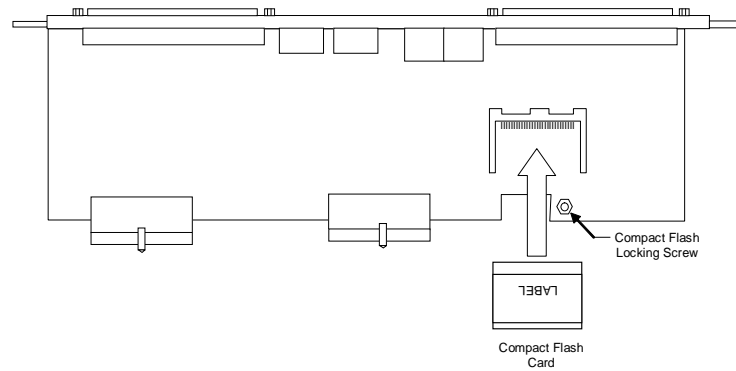 Compact Flash
Locking Screw
LABEL
Compact Flash
Card